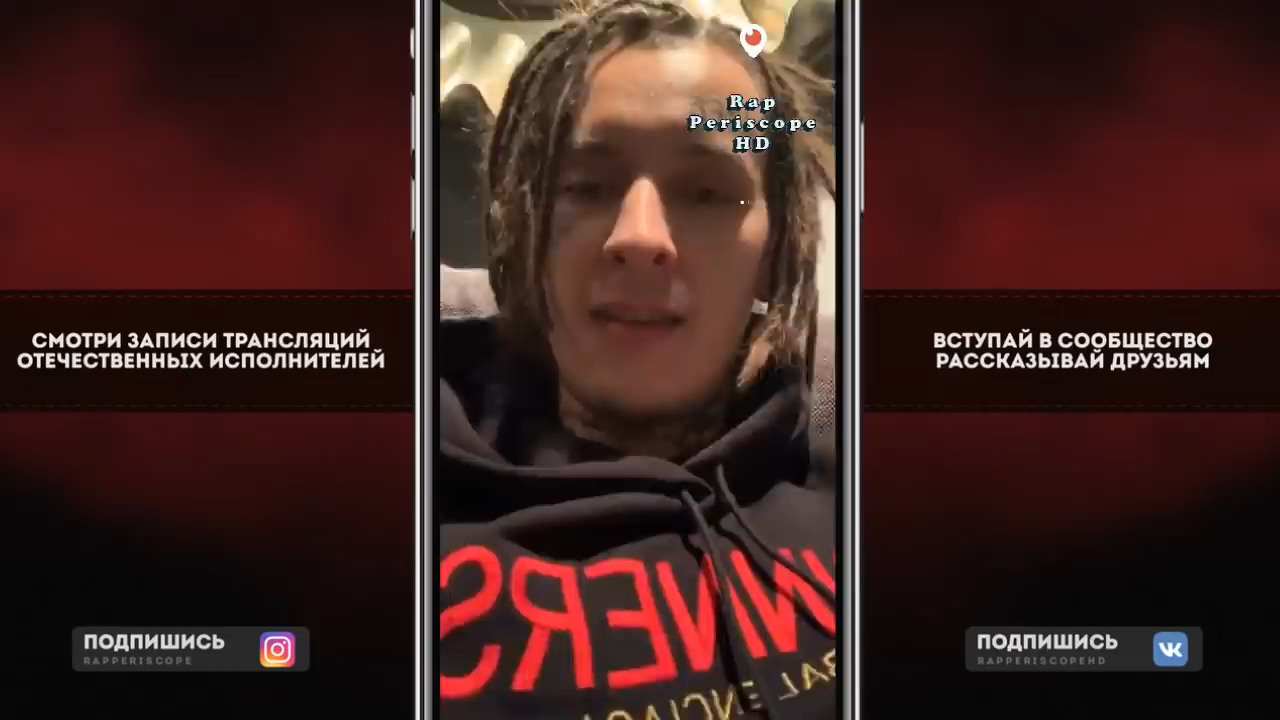 Rap
Periscope
HD
СМОТРИ ЗАПИСИ ТРАНСЛЯЦИЙ
ОТЕЧЕСТВЕННЫХ ИСПОЛНИТЕЛЕЙ
ВСТУПАЙ В СООБЩЕСТВО
РАССКАЗЫВАЙ ДРУЗЬЯМ
ПОДПИШИСЬ
RAPPERISCOPE
ПОДПИШИСЬ
RAPPERISCOPEHD